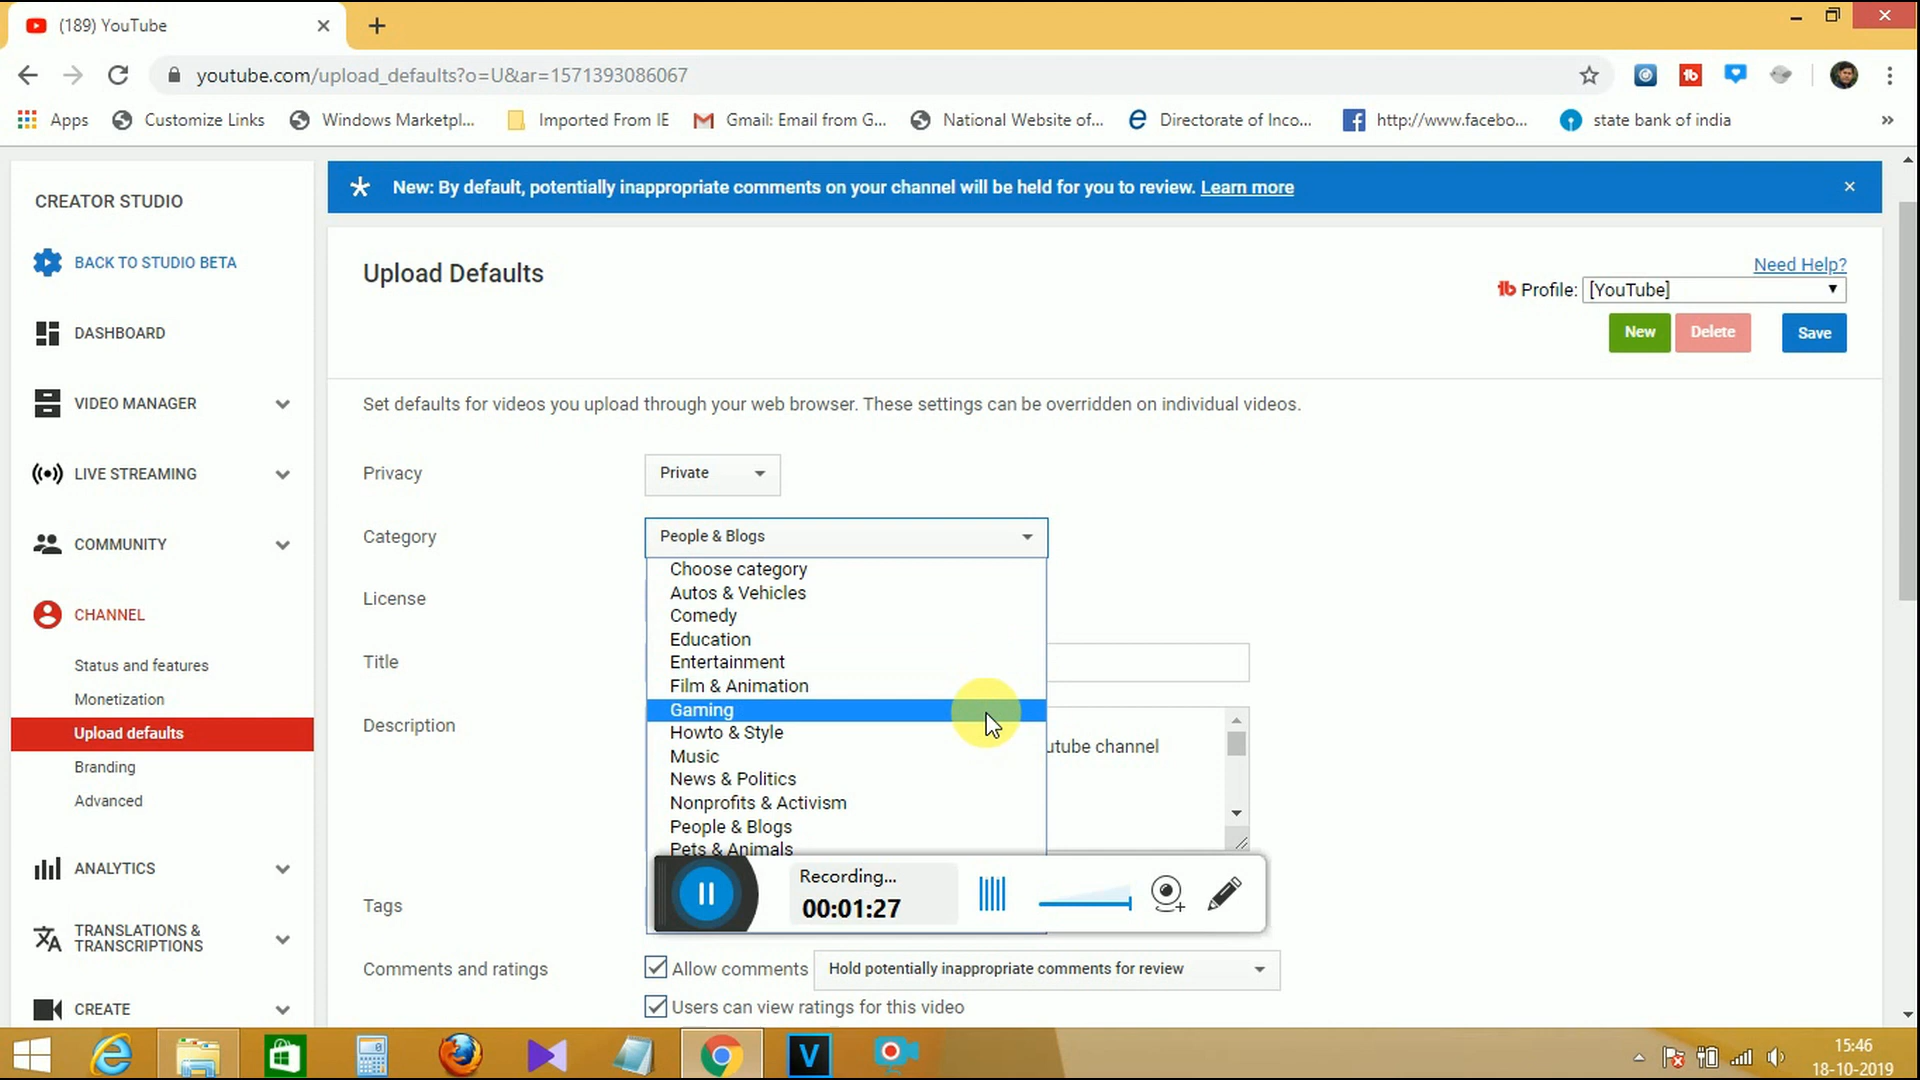 (189) YouTube
youtube.com/upload_defaults?o=U&ar=1571393086067
Apps
Customize Links
Windows Marketpl...
Imported From IE
Gmail: Email from G...
National Website of...
Directorate of Inco...
http://www.facebo...
state bank of india
»
CREATOR STUDIO
BACK TO STUDIO BETA
DASHBOARD
VIDEO MANAGER
LIVE STREAMING
COMMUNITY
CHANNEL
Status and features
Monetization
Upload defaults
Branding
Advanced
ANALYTICS
TRANSLATIONS &
TRANSCRIPTIONS
CREATE
New: By default, potentially inappropriate comments on your channel will be held for you to review. Learn more
Upload Defaults
Need Help?
Profile: [YouTube]
New
Delete
Save
Set defaults for videos you upload through your web browser. These settings can be overridden on individual videos.
Privacy
Private
Category
People & Blogs
Choose category
Autos & Vehicles
Comedy
Education
Entertainment
Film & Animation
Gaming
Howto & Style
Music
News & Politics
Nonprofits & Activism
People & Blogs
Pets & Animals
License
Title
Description
utube channel
Recording...
00:01:27
Tags
Comments and ratings
Allow comments
Hold potentially inappropriate comments for review
Users can view ratings for this video
15:46
18-10-2019